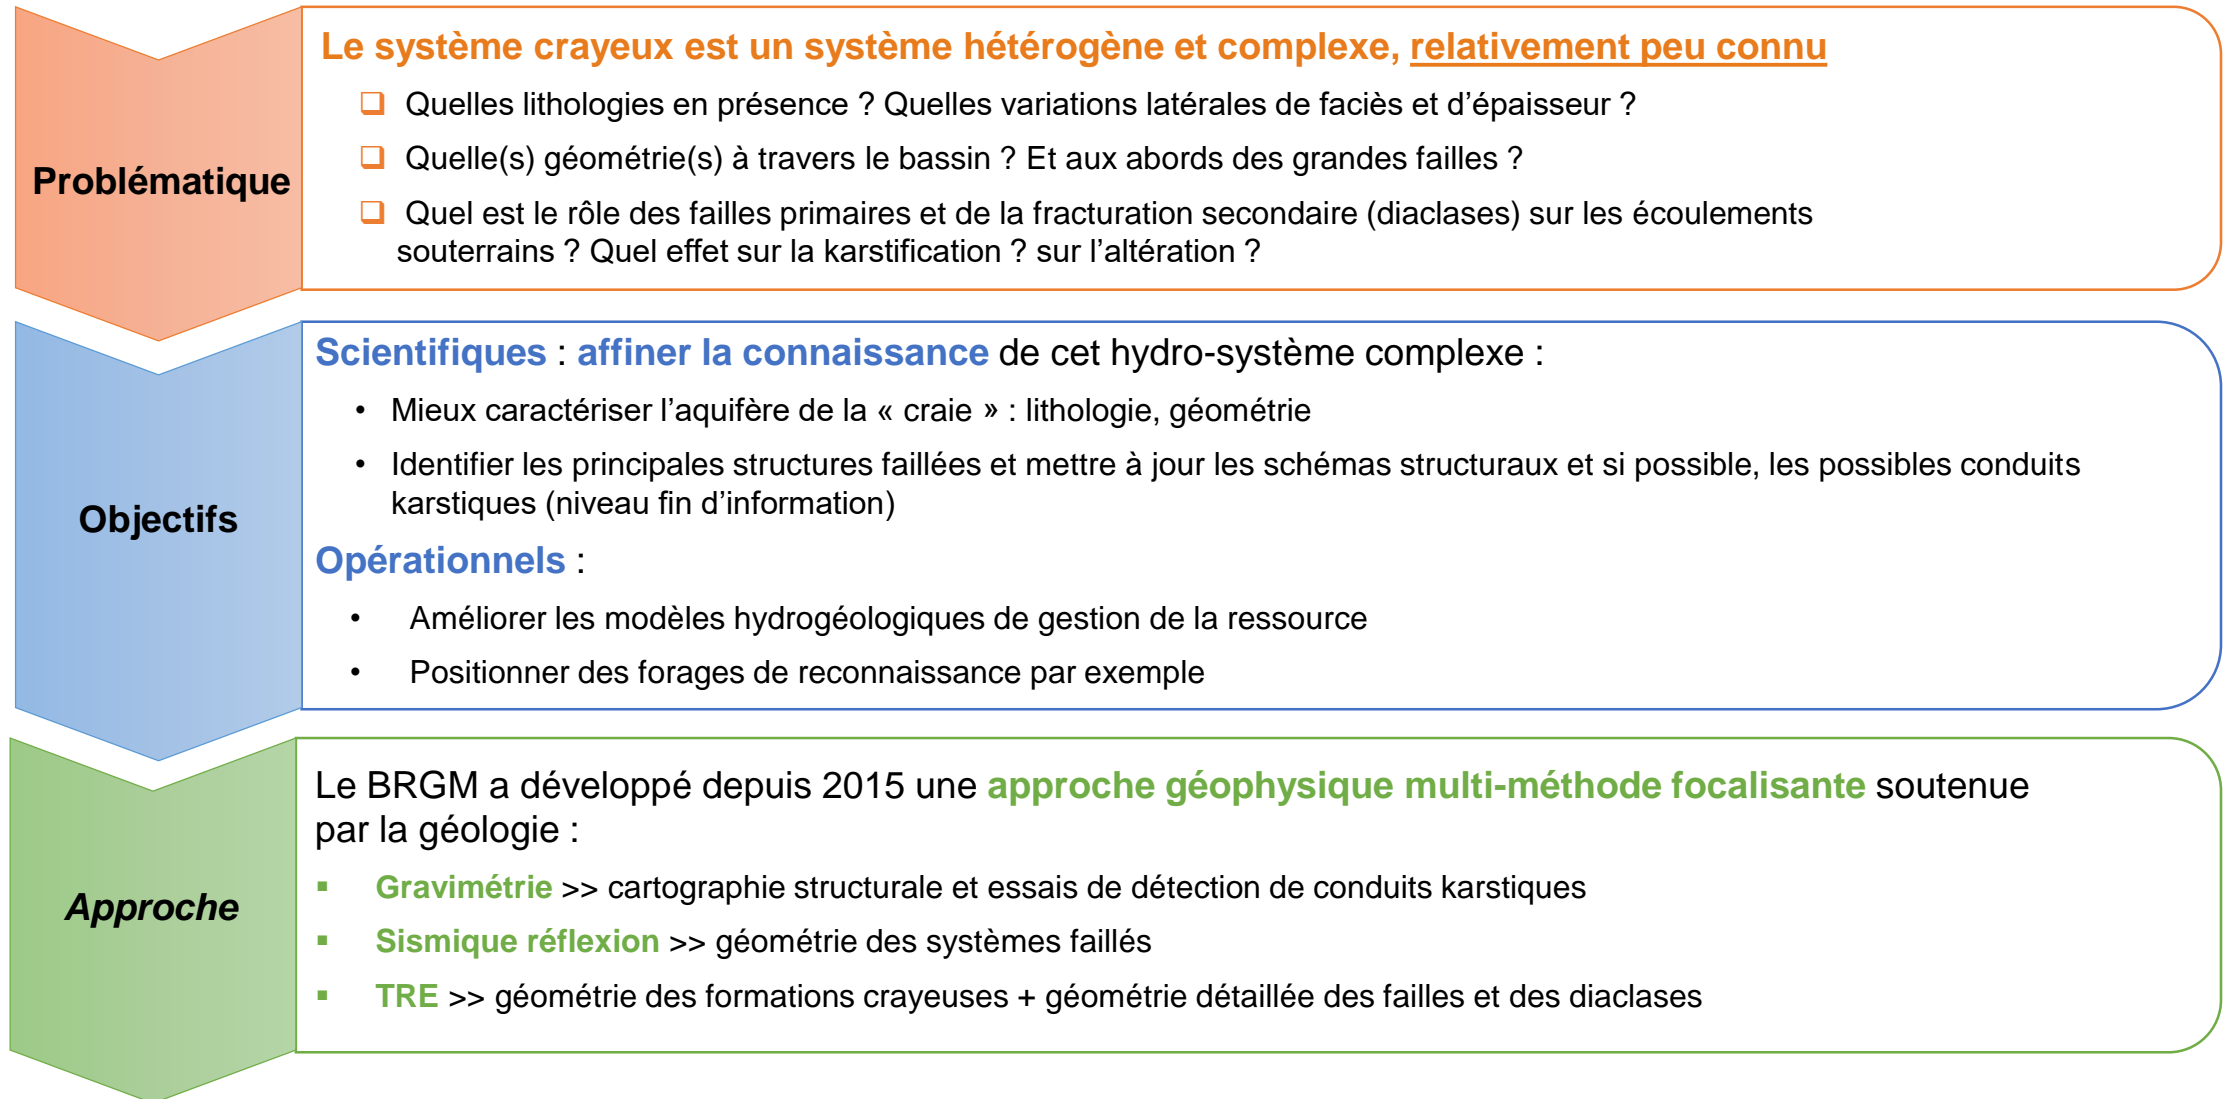 Problématique
Le système crayeux est un système hétérogène et complexe, relativement peu connu
❑ Quelles lithologies en présence ? Quelles variations latérales de faciès et d’épaisseur ?
❑ Quelle(s) géométrie(s) à travers le bassin ? Et aux abords des grandes failles ?
❑ Quel est le rôle des failles primaires et de la fracturation secondaire (diaclases) sur les écoulements
souterrains ? Quel effet sur la karstification ? sur l’altération ?
Objectifs
Scientifiques : affiner la connaissance de cet hydro-système complexe :
• Mieux caractériser l’aquifère de la « craie » : lithologie, géométrie
• Identifier les principales structures faillées et mettre à jour les schémas structuraux et si possible, les possibles conduits
karstiques (niveau fin d’information)
Opérationnels :
• Améliorer les modèles hydrogéologiques de gestion de la ressource
• Positionner des forages de reconnaissance par exemple
Approche
Le BRGM a développé depuis 2015 une approche géophysique multi-méthode focalisante soutenue
par la géologie :
▪ Gravimétrie >> cartographie structurale et essais de détection de conduits karstiques
▪ Sismique réflexion >> géométrie des systèmes faillés
▪ TRE >> géométrie des formations crayeuses + géométrie détaillée des failles et des diaclases